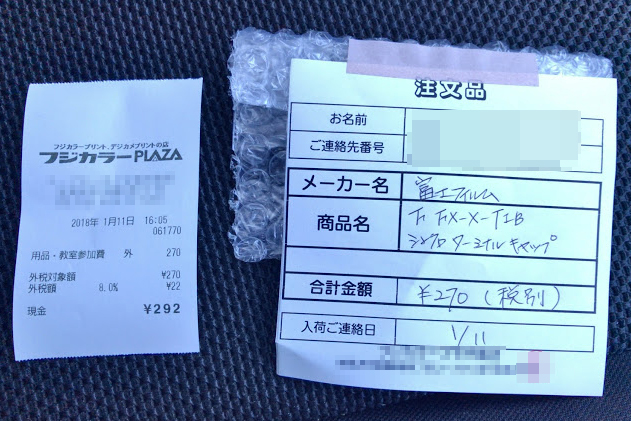 フジカラープリント、デジカメプリントの店
フジカラーPLAZA
2018年 1月11日 16:05
061770
用品・教室参加費 外 270
外税対象額 ¥270
外税額 8.0% ¥22
現金 ¥292
注文品
お名前
ご連絡先番号
メーカー名 富士フイルム
商品名 F FX-X-T1B
シンクロターミナルキャップ
合計金額 ¥270(税別)
入荷ご連絡日 1/11